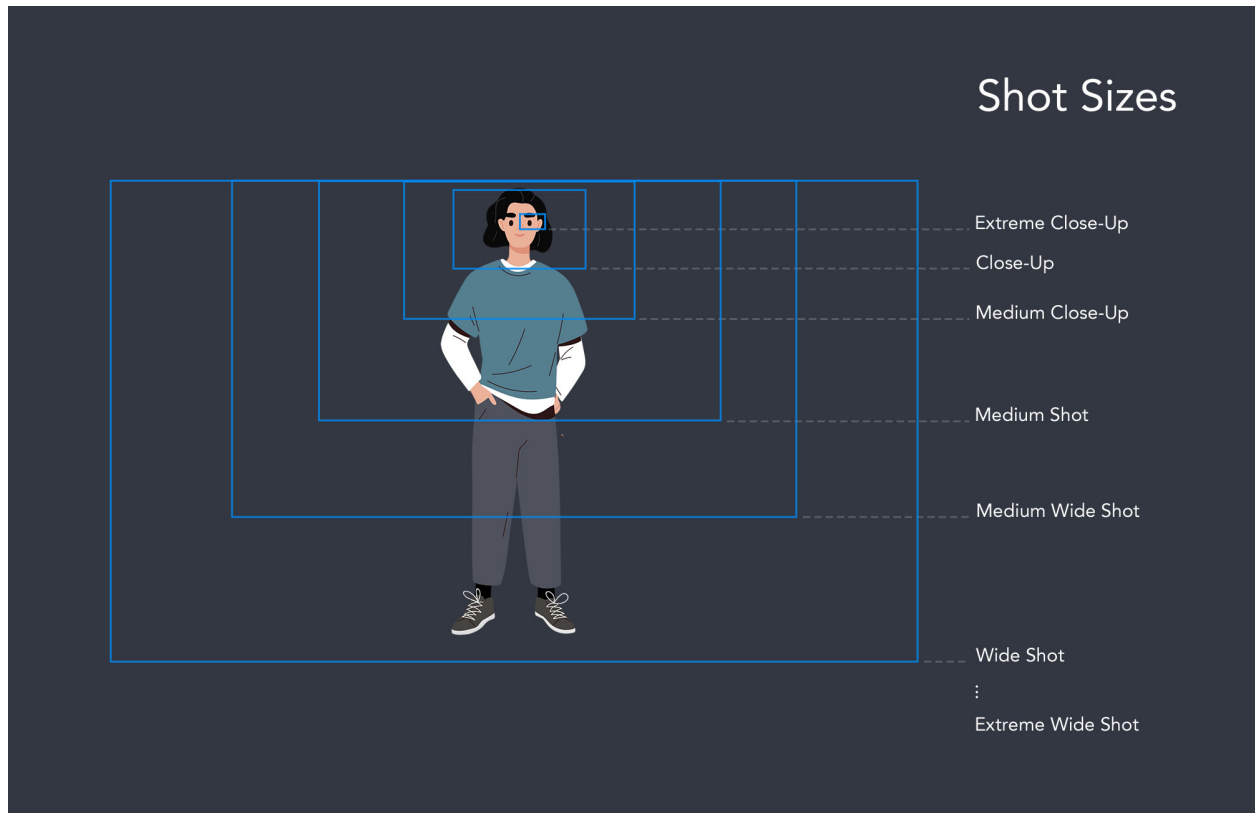 Shot Sizes
Extreme Close-Up
Close-Up
Medium Close-Up
Medium Shot
Medium Wide Shot
Wide Shot
⋮
Extreme Wide Shot